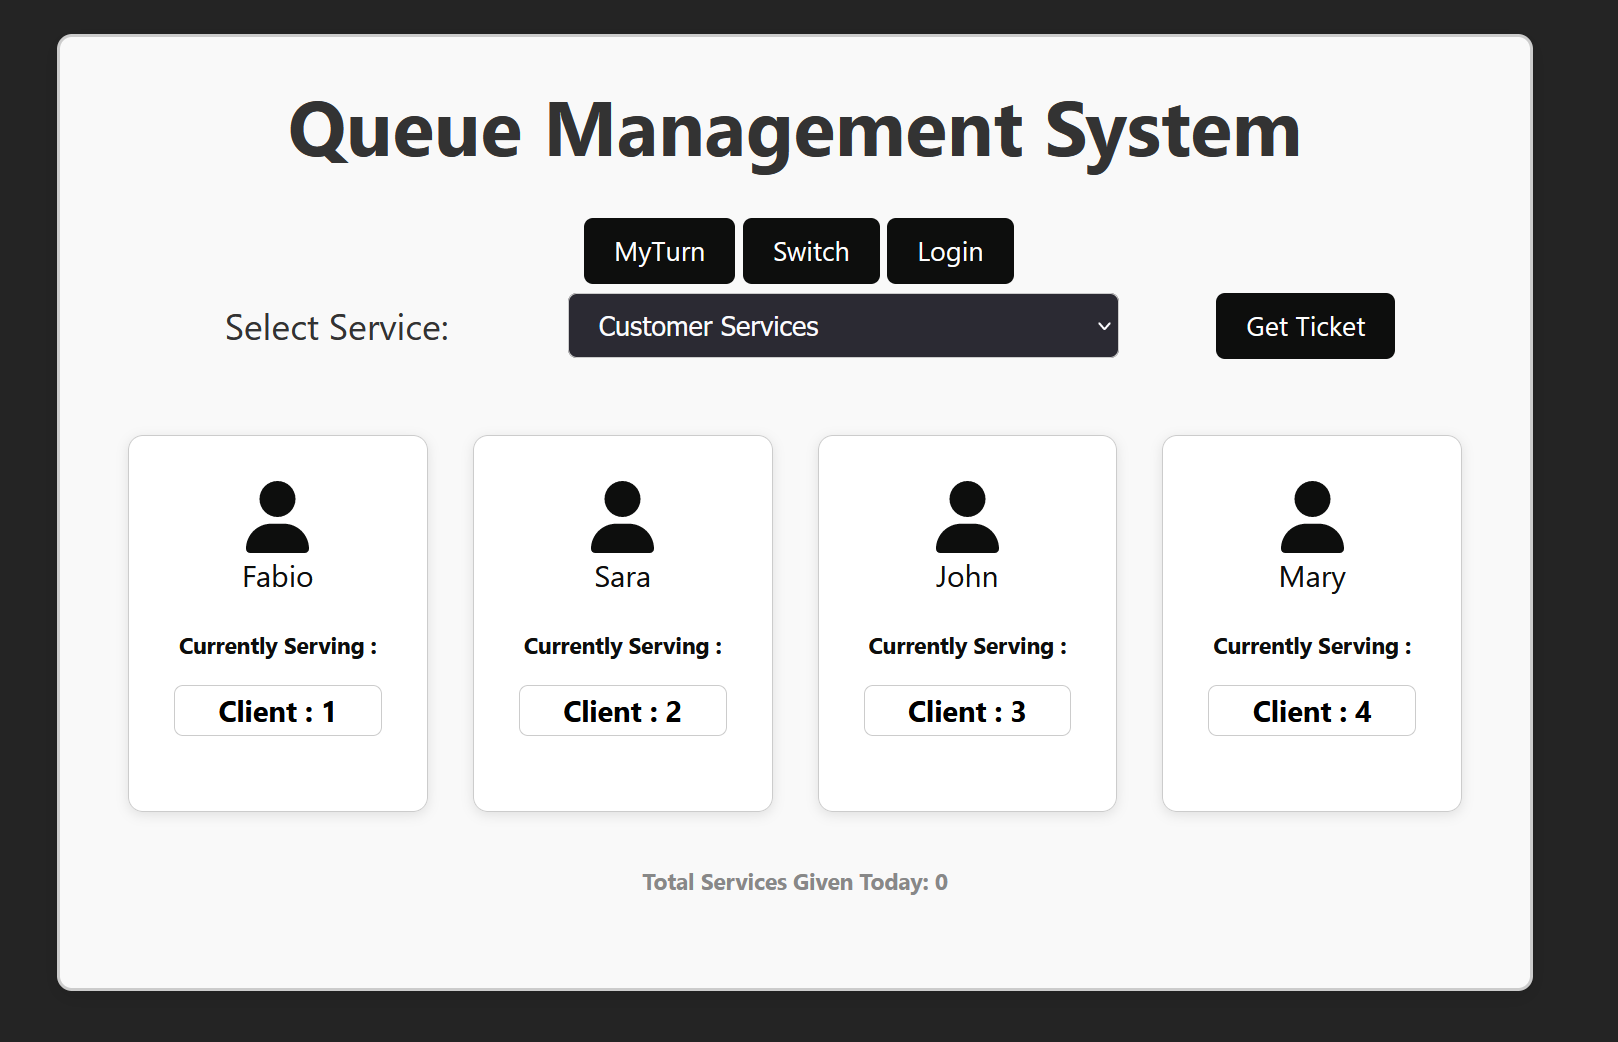 Queue Management System
MyTurn Switch Login
Select Service: Customer Services Get Ticket
Fabio Sara John Mary
Currently Serving : Currently Serving : Currently Serving : Currently Serving :
Client : 1 Client : 2 Client : 3 Client : 4
Total Services Given Today: 0